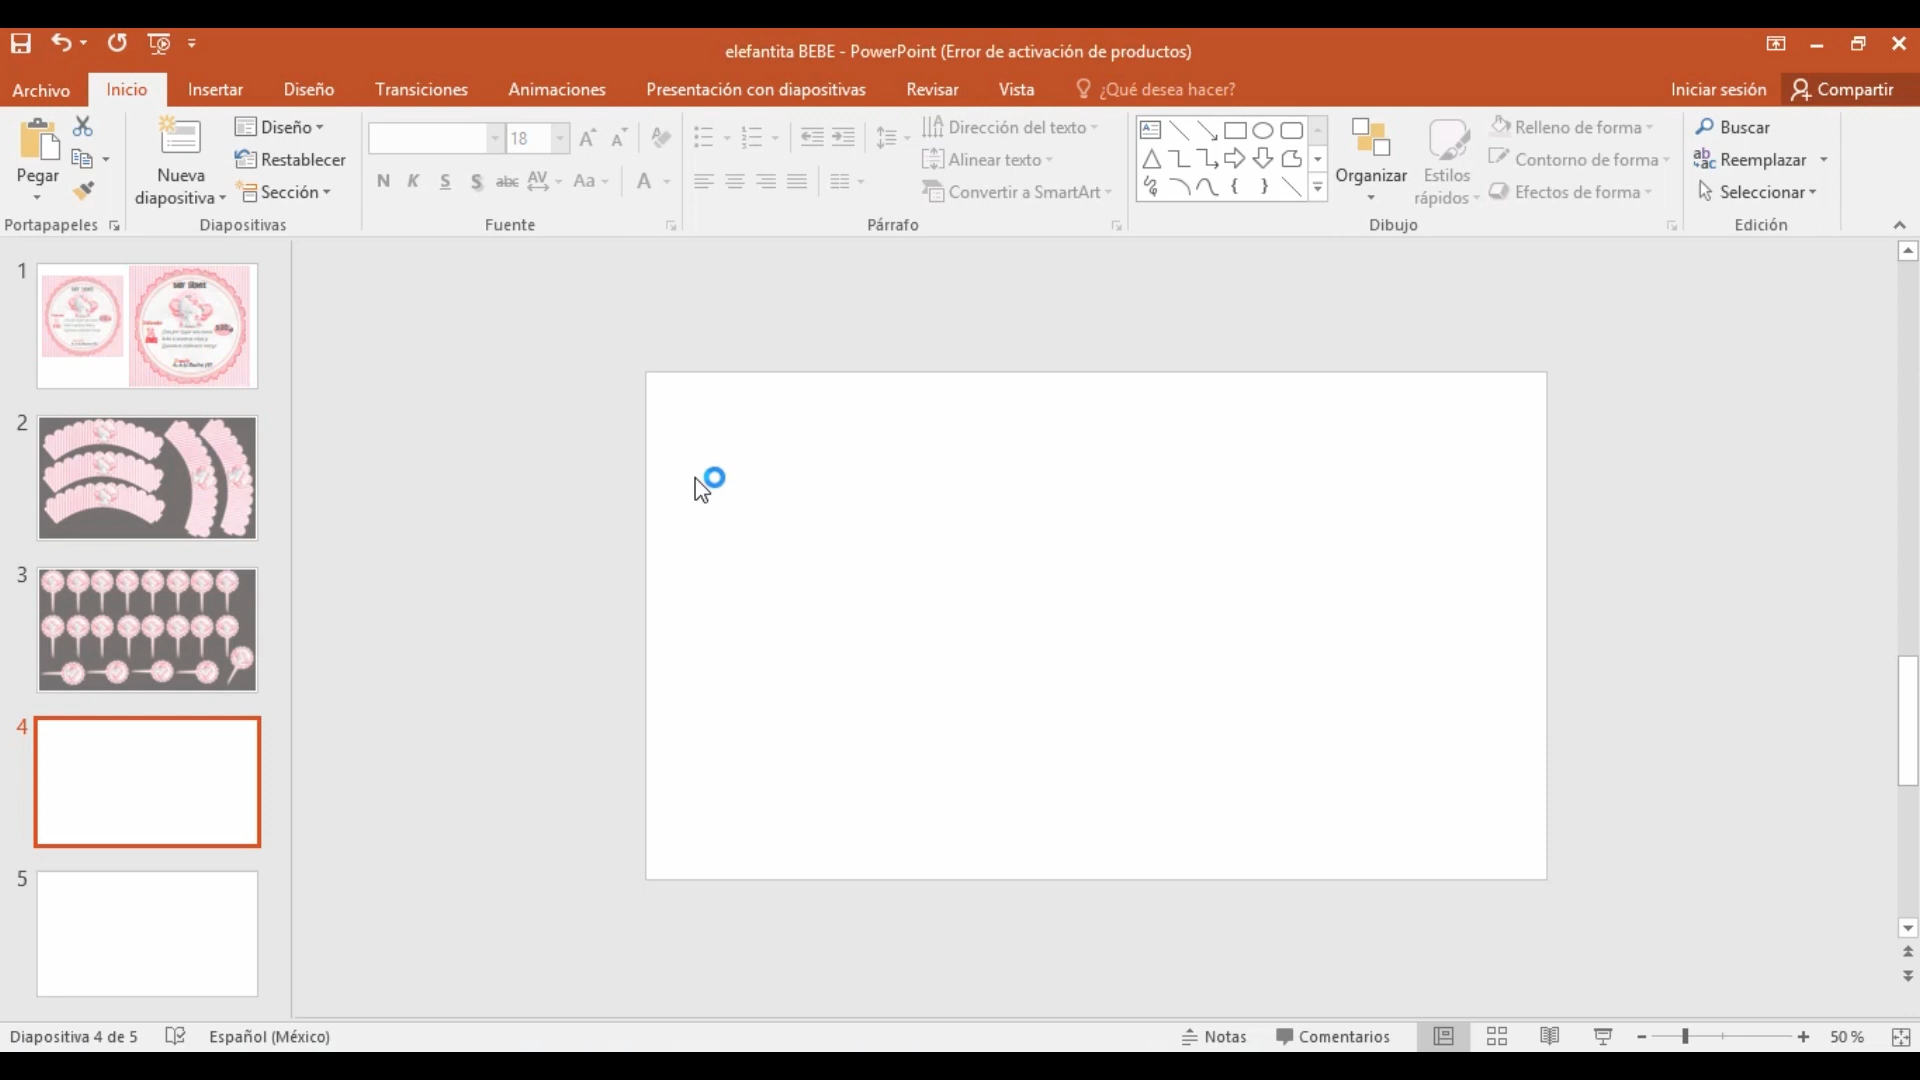 elefantita BEBE - PowerPoint (Error de activación de productos)
Archivo Inicio Insertar Diseño Transiciones Animaciones Presentación con diapositivas Revisar Vista ¿Qué desea hacer? Iniciar sesión Compartir
Pegar
Portapapeles
Nueva diapositiva
Diseño
Restablecer
Sección
Diapositivas
18
N K S S abc AV Aa A
Fuente
Dirección del texto
Alinear texto
Convertir a SmartArt
Párrafo
Organizar
Estilos rápidos
Relleno de forma
Contorno de forma
Efectos de forma
Dibujo
Buscar
Reemplazar
Seleccionar
Edición
1
2
3
4
5
Diapositiva 4 de 5 Español (México) Notas Comentarios 50 %